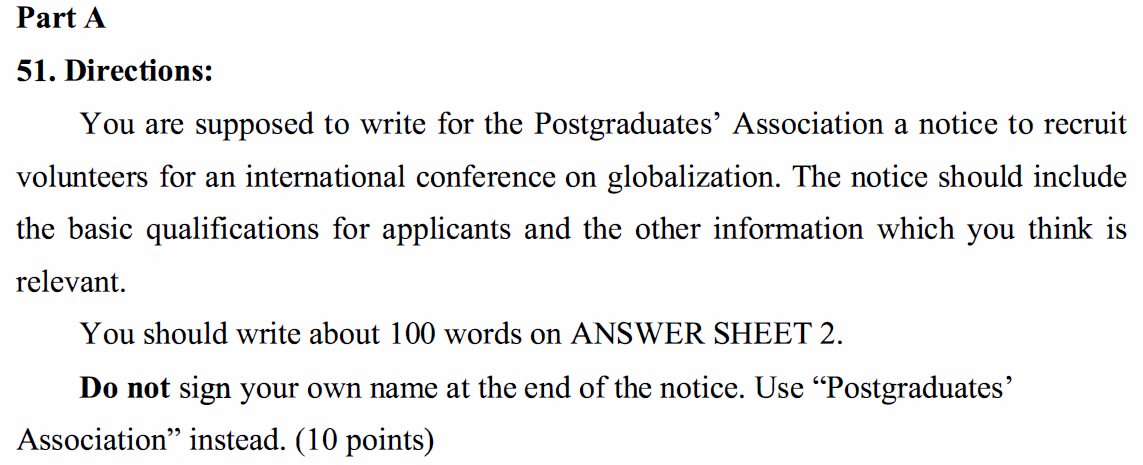 Part A
51. Directions:
You are supposed to write for the Postgraduates’ Association a notice to recruit
volunteers for an international conference on globalization. The notice should include
the basic qualifications for applicants and the other information which you think is
relevant.
You should write about 100 words on ANSWER SHEET 2.
Do not sign your own name at the end of the notice. Use “Postgraduates’
Association” instead. (10 points)